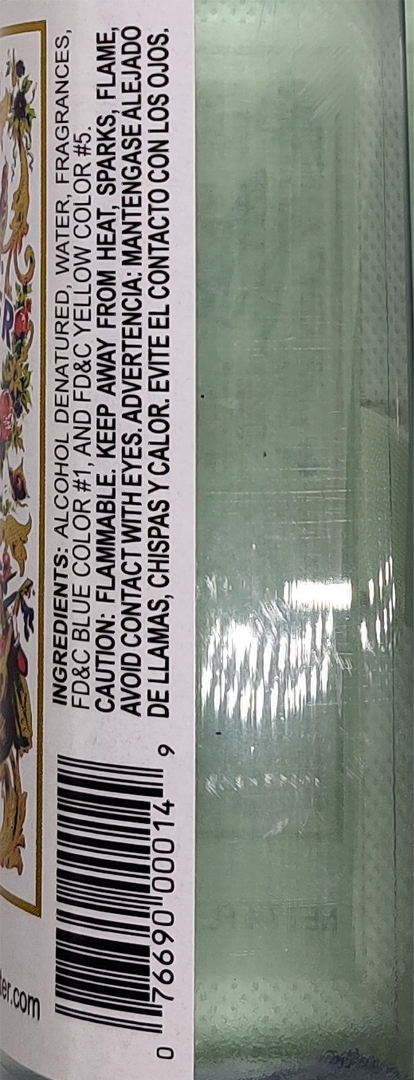 INGREDIENTS: ALCOHOL DENATURED, WATER, FRAGRANCES,
FD&C BLUE COLOR #1, AND FD&C YELLOW COLOR #5.
CAUTION: FLAMMABLE. KEEP AWAY FROM HEAT, SPARKS, FLAME,
AVOID CONTACT WITH EYES. ADVERTENCIA: MANTENGASE ALEJADO
DE LLAMAS, CHISPAS Y CALOR. EVITE EL CONTACTO CON LOS OJOS.
0 76690 00014 9